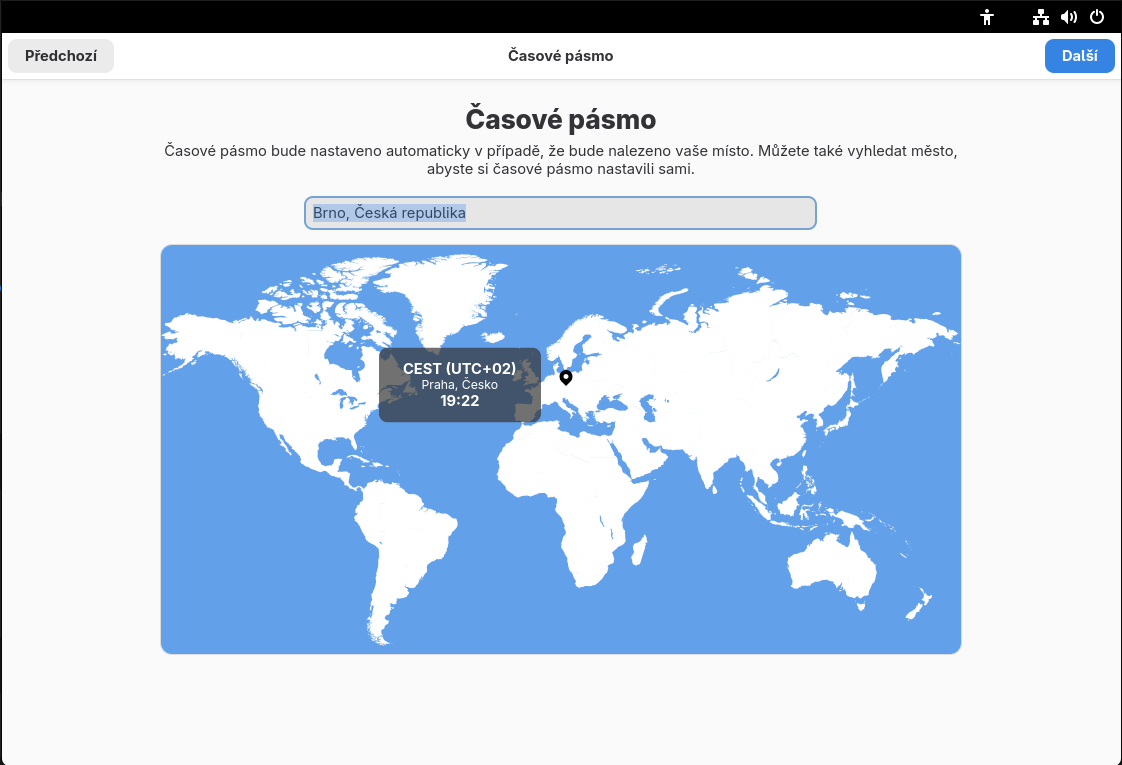 Předchozí
Časové pásmo
Další
Časové pásmo
Časové pásmo bude nastaveno automaticky v případě, že bude nalezeno vaše místo. Můžete také vyhledat město,
abyste si časové pásmo nastavili sami.
Brno, Česká republika
CEST (UTC+02)
Praha, Česko
19:22